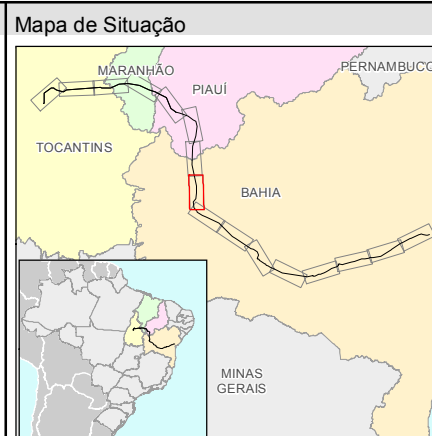 Mapa de Situação
MARANHÃO
PERNAMBUCO
PIAUÍ
TOCANTINS
BAHIA
MINAS
GERAIS